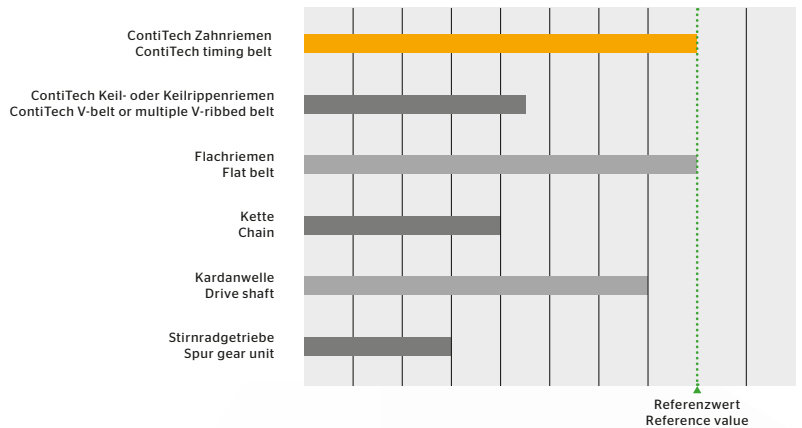 ContiTech Zahnriemen
ContiTech timing belt
ContiTech Keil- oder Keilrippenriemen
ContiTech V-belt or multiple V-ribbed belt
Flachriemen
Flat belt
Kette
Chain
Kardanwelle
Drive shaft
Stirnradgetriebe
Spur gear unit
Referenzwert
Reference value